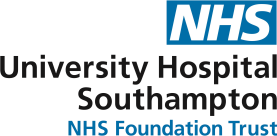 NHS
University Hospital
Southampton
NHS Foundation Trust